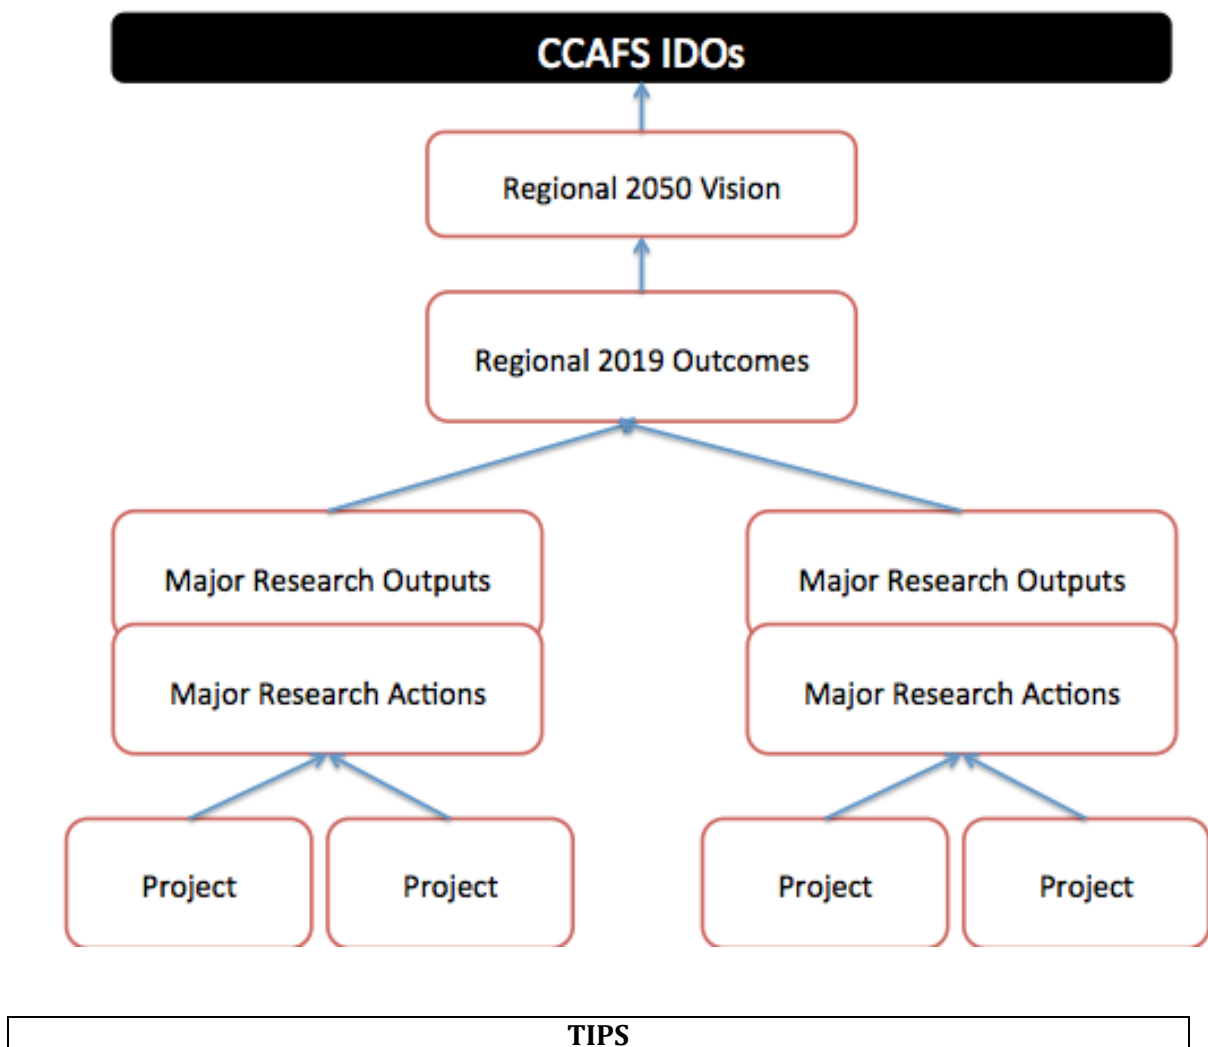 CCAFS IDOs
Regional 2050 Vision
Regional 2019 Outcomes
Major Research Outputs
Major Research Outputs
Major Research Actions
Major Research Actions
Project
Project
Project
Project
TIPS